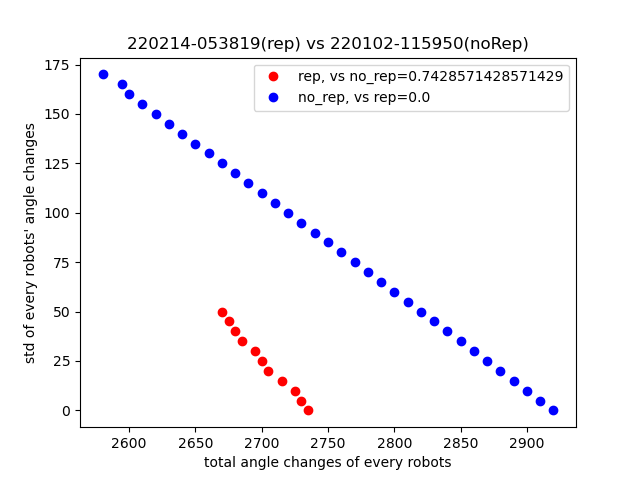 220214-053819(rep) vs 220102-115950(noRep)
rep, vs no_rep=0.7428571428571429
no_rep, vs rep=0.0
175
150
125
100
75
50
25
0
std of every robots' angle changes
2600 2650 2700 2750 2800 2850 2900
total angle changes of every robots